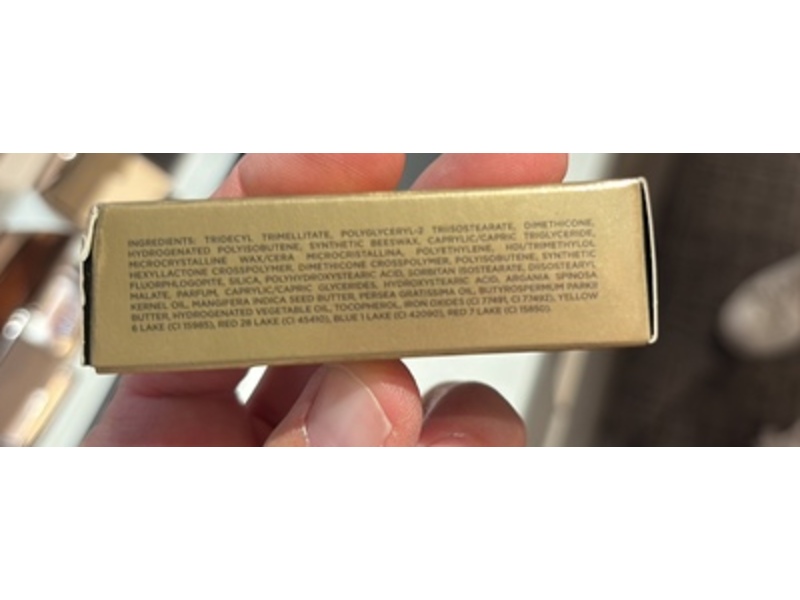 INGREDIENTS: TRIDECYL TRIMELLITATE, POLYGLYCERYL-2 TRIISOSTEARATE, DIMETHICONE,
HYDROGENATED POLYISOBUTENE, SYNTHETIC BEESWAX, CAPRYLIC/CAPRIC TRIGLYCERIDE,
MICROCRYSTALLINE WAX/CERA MICROCRISTALLINA, POLYETHYLENE, HDI/TRIMETHYLOL
HEXYLLACTONE CROSSPOLYMER, DIMETHICONE CROSSPOLYMER, POLYISOBUTENE, SYNTHETIC
FLUORPHLOGOPITE, SILICA, POLYHYDROXYSTEARIC ACID, SORBITAN ISOSTEARATE, DIISOSTEARYL
MALATE, PARFUM, CAPRYLIC/CAPRIC GLYCERIDES, HYDROXYSTEARIC ACID, ARGANIA SPINOSA
KERNEL OIL, MANGIFERA INDICA SEED BUTTER, PERSEA GRATISSIMA OIL, BUTYROSPERMUM PARKII
BUTTER, HYDROGENATED VEGETABLE OIL, TOCOPHEROL, IRON OXIDES (CI 77491, CI 77492), YELLOW
6 LAKE (CI 15985), RED 28 LAKE (CI 45410), BLUE 1 LAKE (CI 42090), RED 7 LAKE (CI 15850).